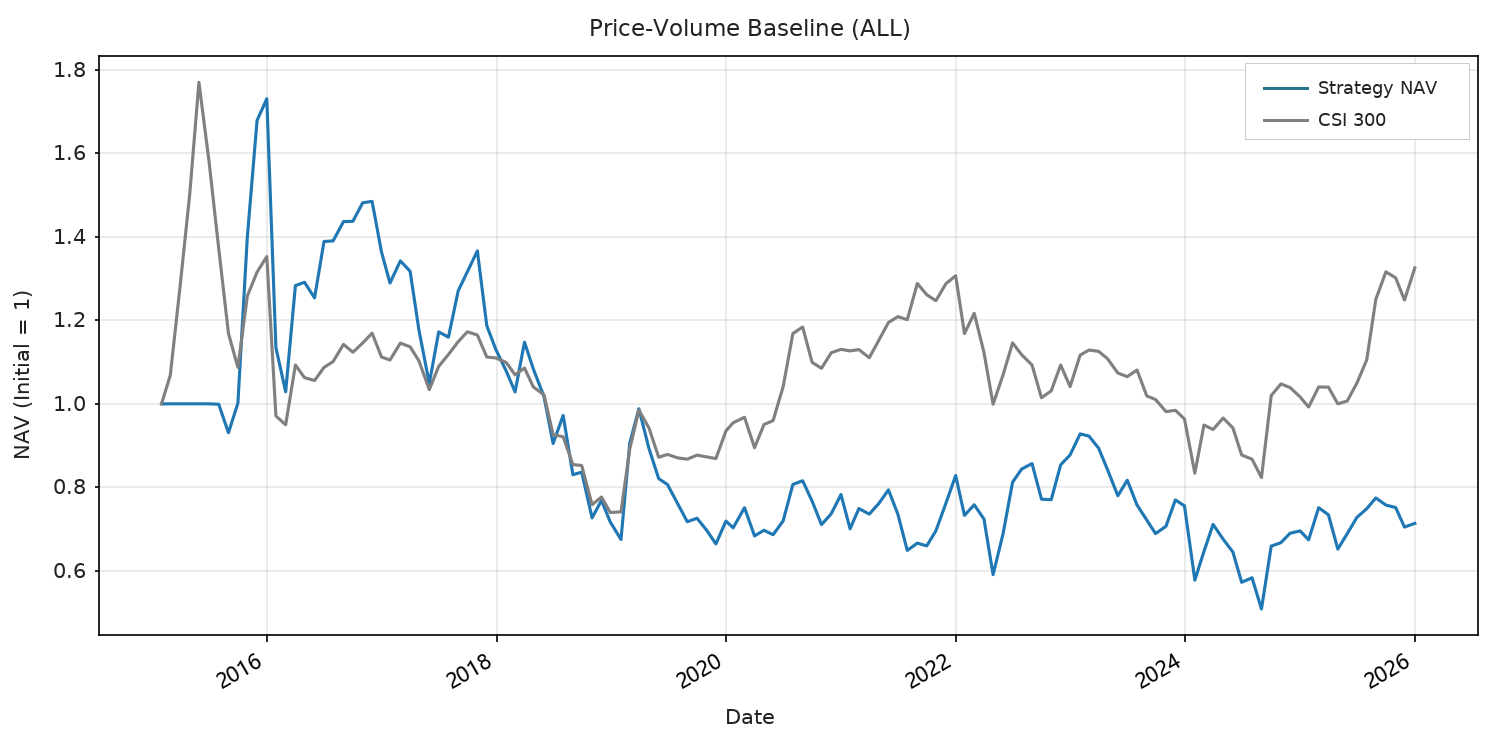 Price-Volume Baseline (ALL)
Strategy NAV
CSI 300
NAV (Initial = 1)
1.8
1.6
1.4
1.2
1.0
0.8
0.6
2016
2018
2020
2022
2024
2026
Date